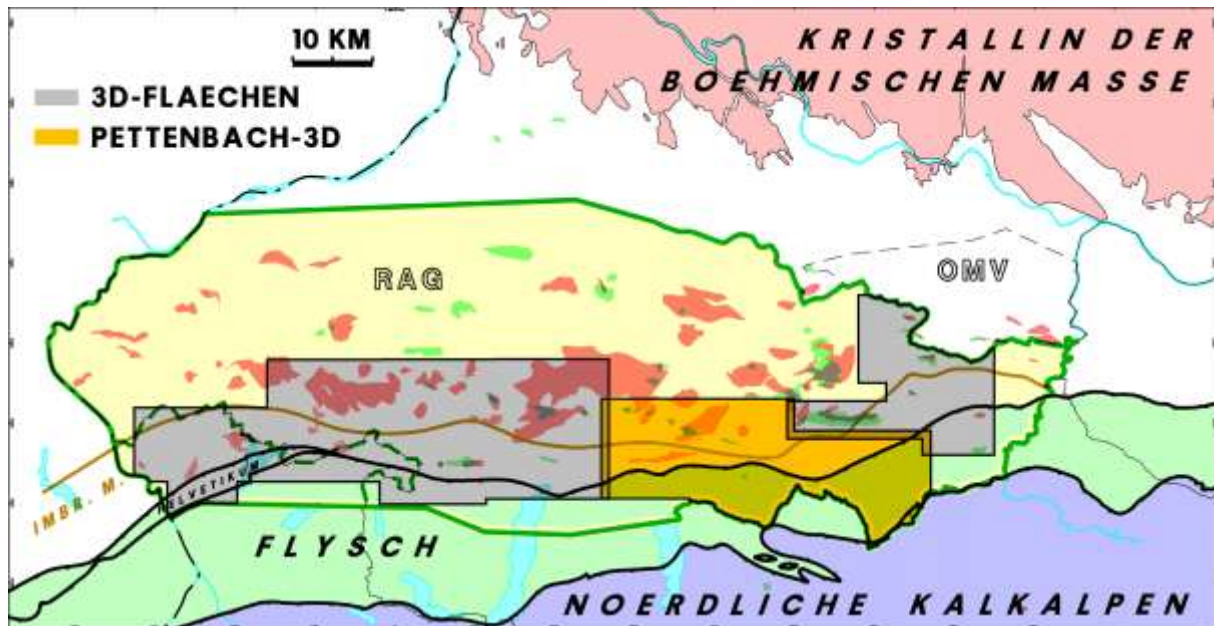 10 KM
KRISTALLIN DER
BOEHMISCHEN MASSE
3D-FLAECHEN
PETTENBACH-3D
RAG
OMV
IMBR. M.
HELVETIKUM
FLYSCH
NOERDLICHE KALKALPEN